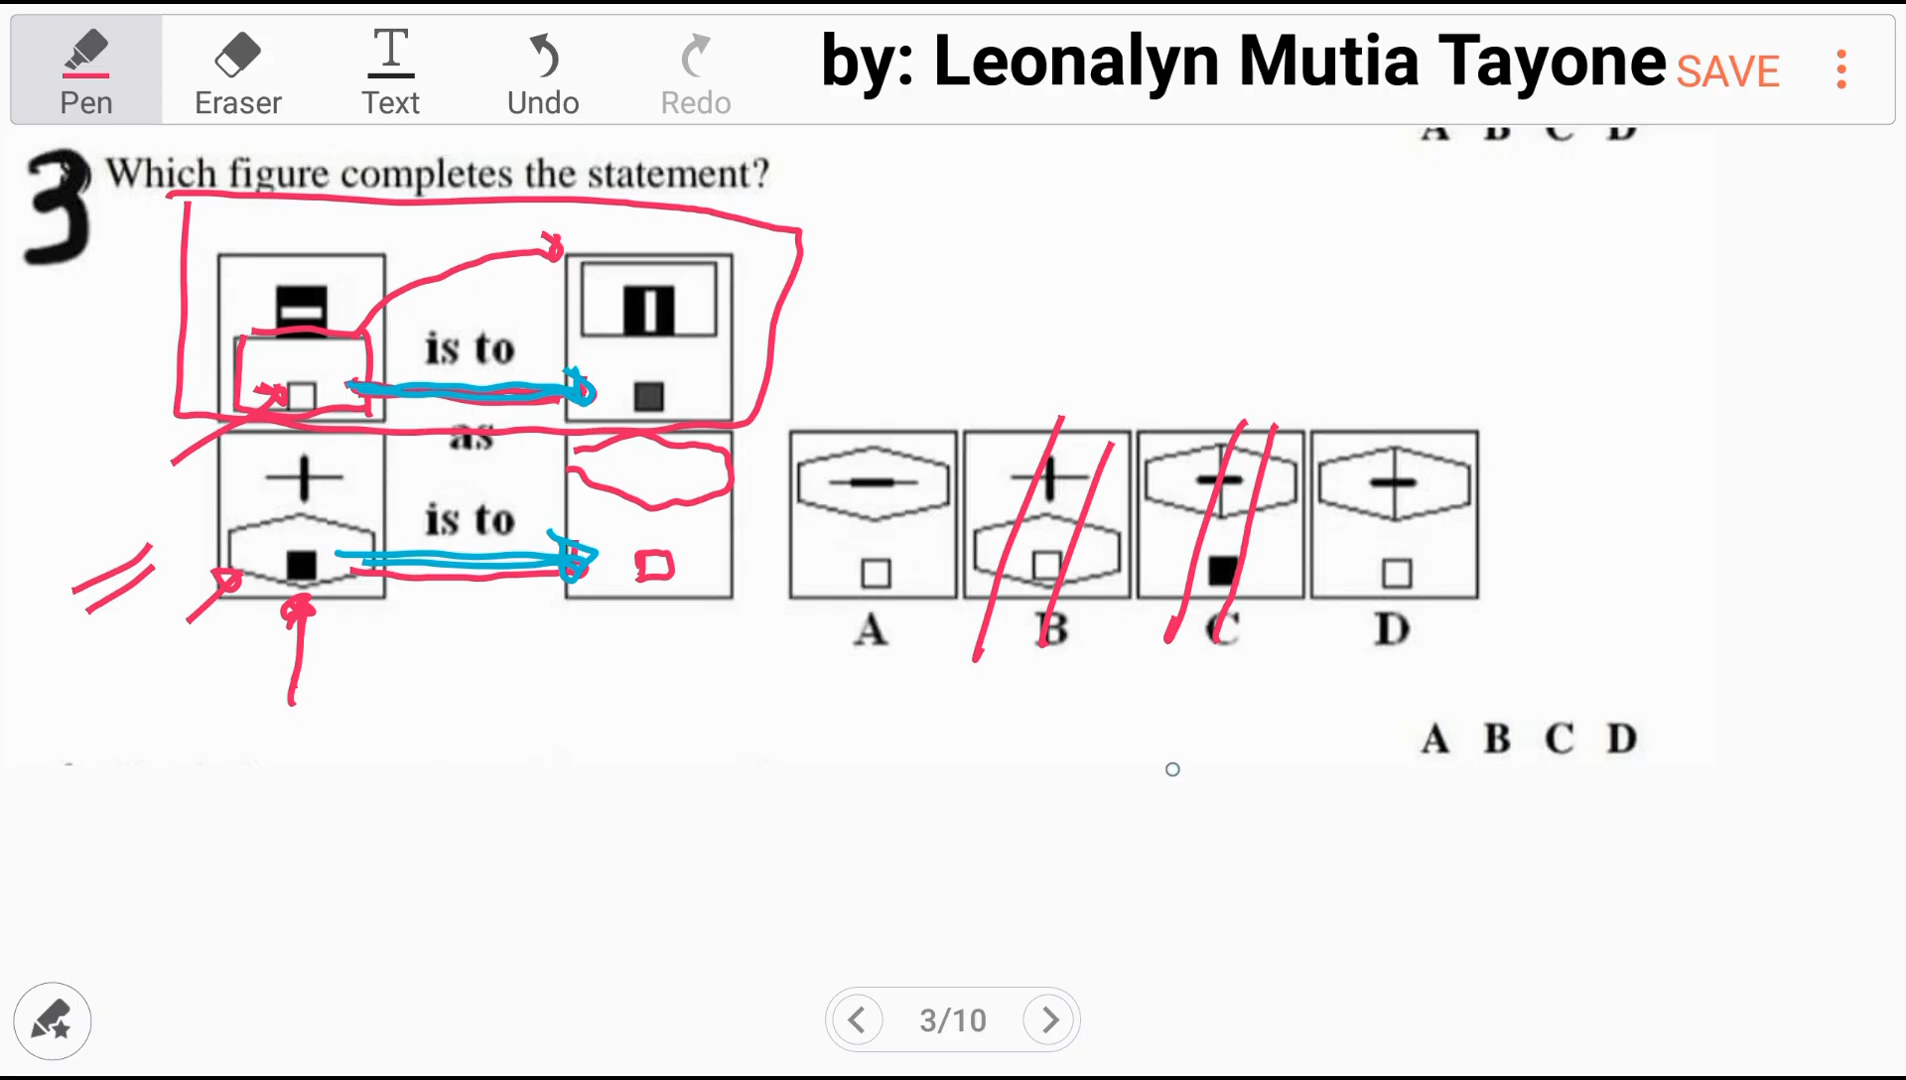 Pen Eraser Text Undo Redo by: Leonalyn Mutia Tayone SAVE
A B C D
3) Which figure completes the statement?
is to
as
is to
A B C D
A B C D
3/10